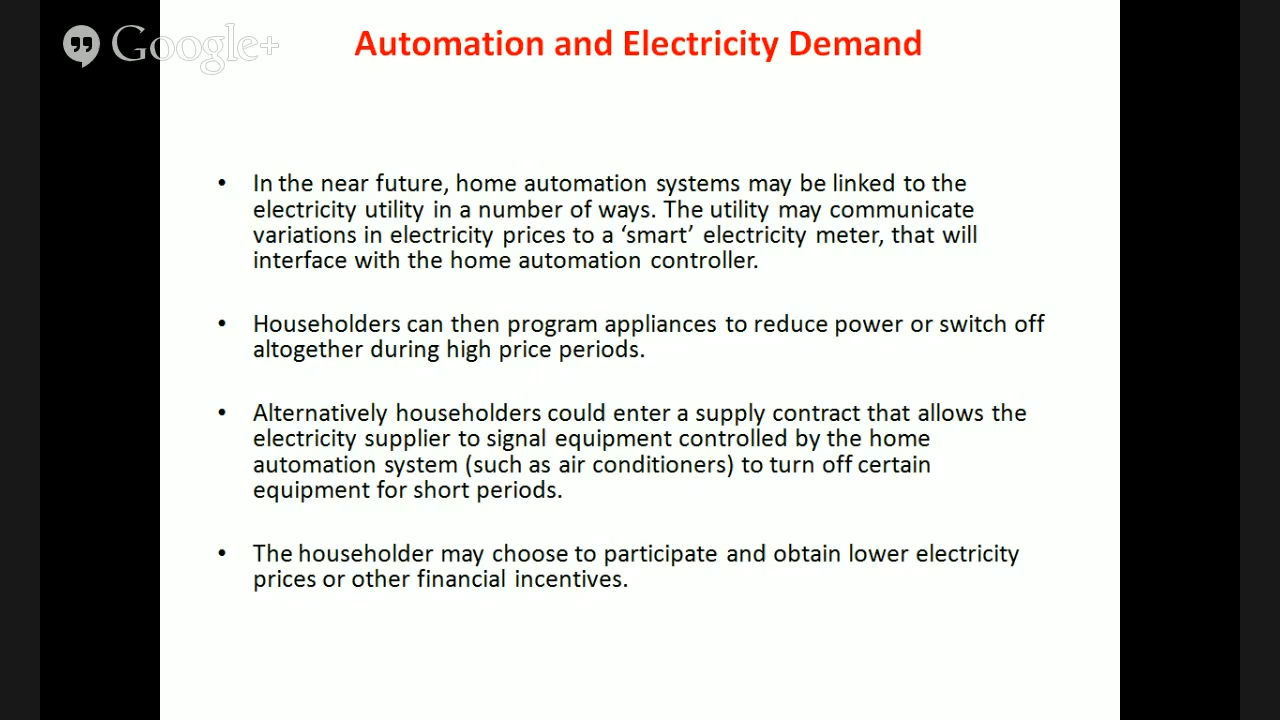 Google+
Automation and Electricity Demand
• In the near future, home automation systems may be linked to the
electricity utility in a number of ways. The utility may communicate
variations in electricity prices to a ‘smart’ electricity meter, that will
interface with the home automation controller.
• Householders can then program appliances to reduce power or switch off
altogether during high price periods.
• Alternatively householders could enter a supply contract that allows the
electricity supplier to signal equipment controlled by the home
automation system (such as air conditioners) to turn off certain
equipment for short periods.
• The householder may choose to participate and obtain lower electricity
prices or other financial incentives.